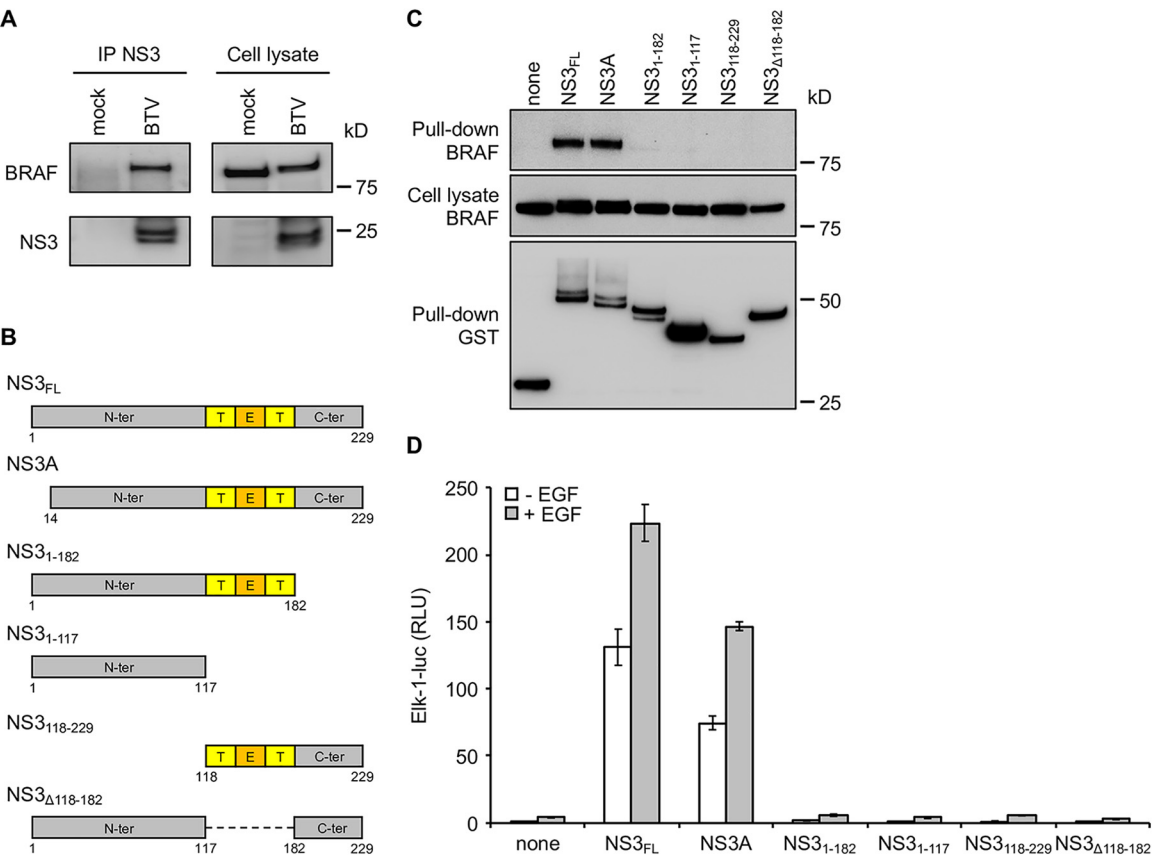 A
IP NS3
Cell lysate
mock
BTV
mock
BTV
kD
BRAF
75
NS3
25
B
NS3FL
N-ter T E T C-ter
1 229
NS3A
N-ter T E T C-ter
14 229
NS31-182
N-ter T E T
1 182
NS31-117
N-ter
1 117
NS3118-229
T E T C-ter
118 229
NS3Δ118-182
N-ter C-ter
1 117 182 229
C
none
NS3FL
NS3A
NS31-182
NS31-117
NS3118-229
NS3Δ118-182
kD
Pull-down
BRAF
75
Cell lysate
BRAF
75
Pull-down
GST
50
25
D
- EGF
+ EGF
Elk-1-luc (RLU)
250
200
150
100
50
0
none NS3FL NS3A NS31-182 NS31-117 NS3118-229 NS3Δ118-182